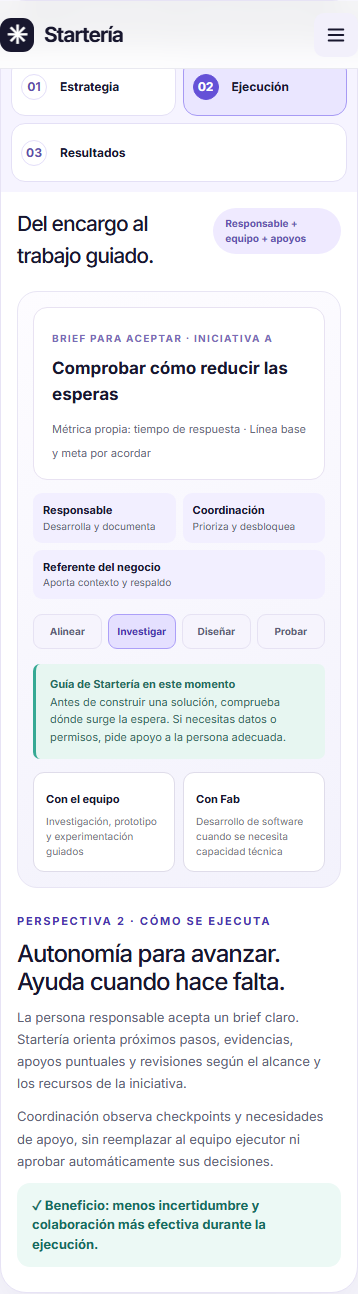 Startería
01 Estrategia
02 Ejecución
03 Resultados
Del encargo al
trabajo guiado.
Responsable +
equipo + apoyos
BRIEF PARA ACEPTAR · INICIATIVA A
Comprobar cómo reducir las
esperas
Métrica propia: tiempo de respuesta · Línea base
y meta por acordar
Responsable
Desarrolla y documenta
Coordinación
Prioriza y desbloquea
Referente del negocio
Aporta contexto y respaldo
Alinear
Investigar
Diseñar
Probar
Guía de Startería en este momento
Antes de construir una solución, comprueba
dónde surge la espera. Si necesitas datos o
permisos, pide apoyo a la persona adecuada.
Con el equipo
Investigación, prototipo
y experimentación
guiados
Con Fab
Desarrollo de software
cuando se necesita
capacidad técnica
PERSPECTIVA 2 · CÓMO SE EJECUTA
Autonomía para avanzar.
Ayuda cuando hace falta.
La persona responsable acepta un brief claro.
Startería orienta próximos pasos, evidencias,
apoyos puntuales y revisiones según el alcance y
los recursos de la iniciativa.
Coordinación observa checkpoints y necesidades
de apoyo, sin reemplazar al equipo ejecutor ni
aprobar automáticamente sus decisiones.
✓ Beneficio: menos incertidumbre y
colaboración más efectiva durante la
ejecución.